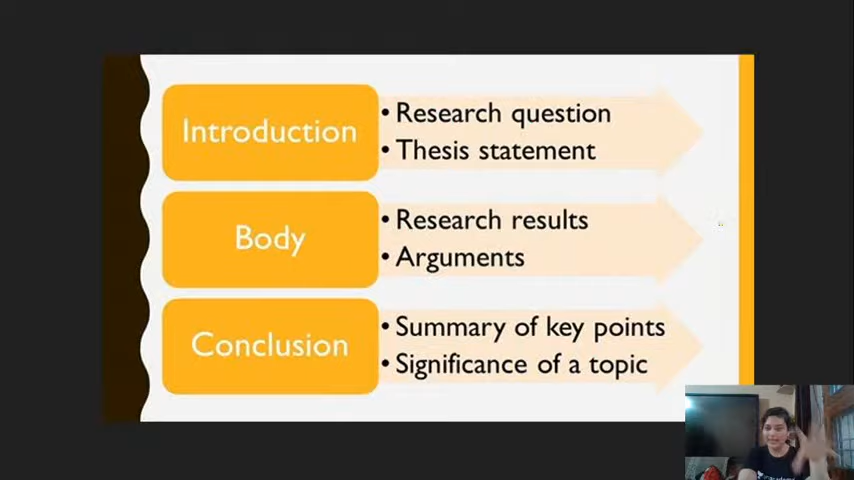 Introduction
• Research question
• Thesis statement
Body
• Research results
• Arguments
Conclusion
• Summary of key points
• Significance of a topic